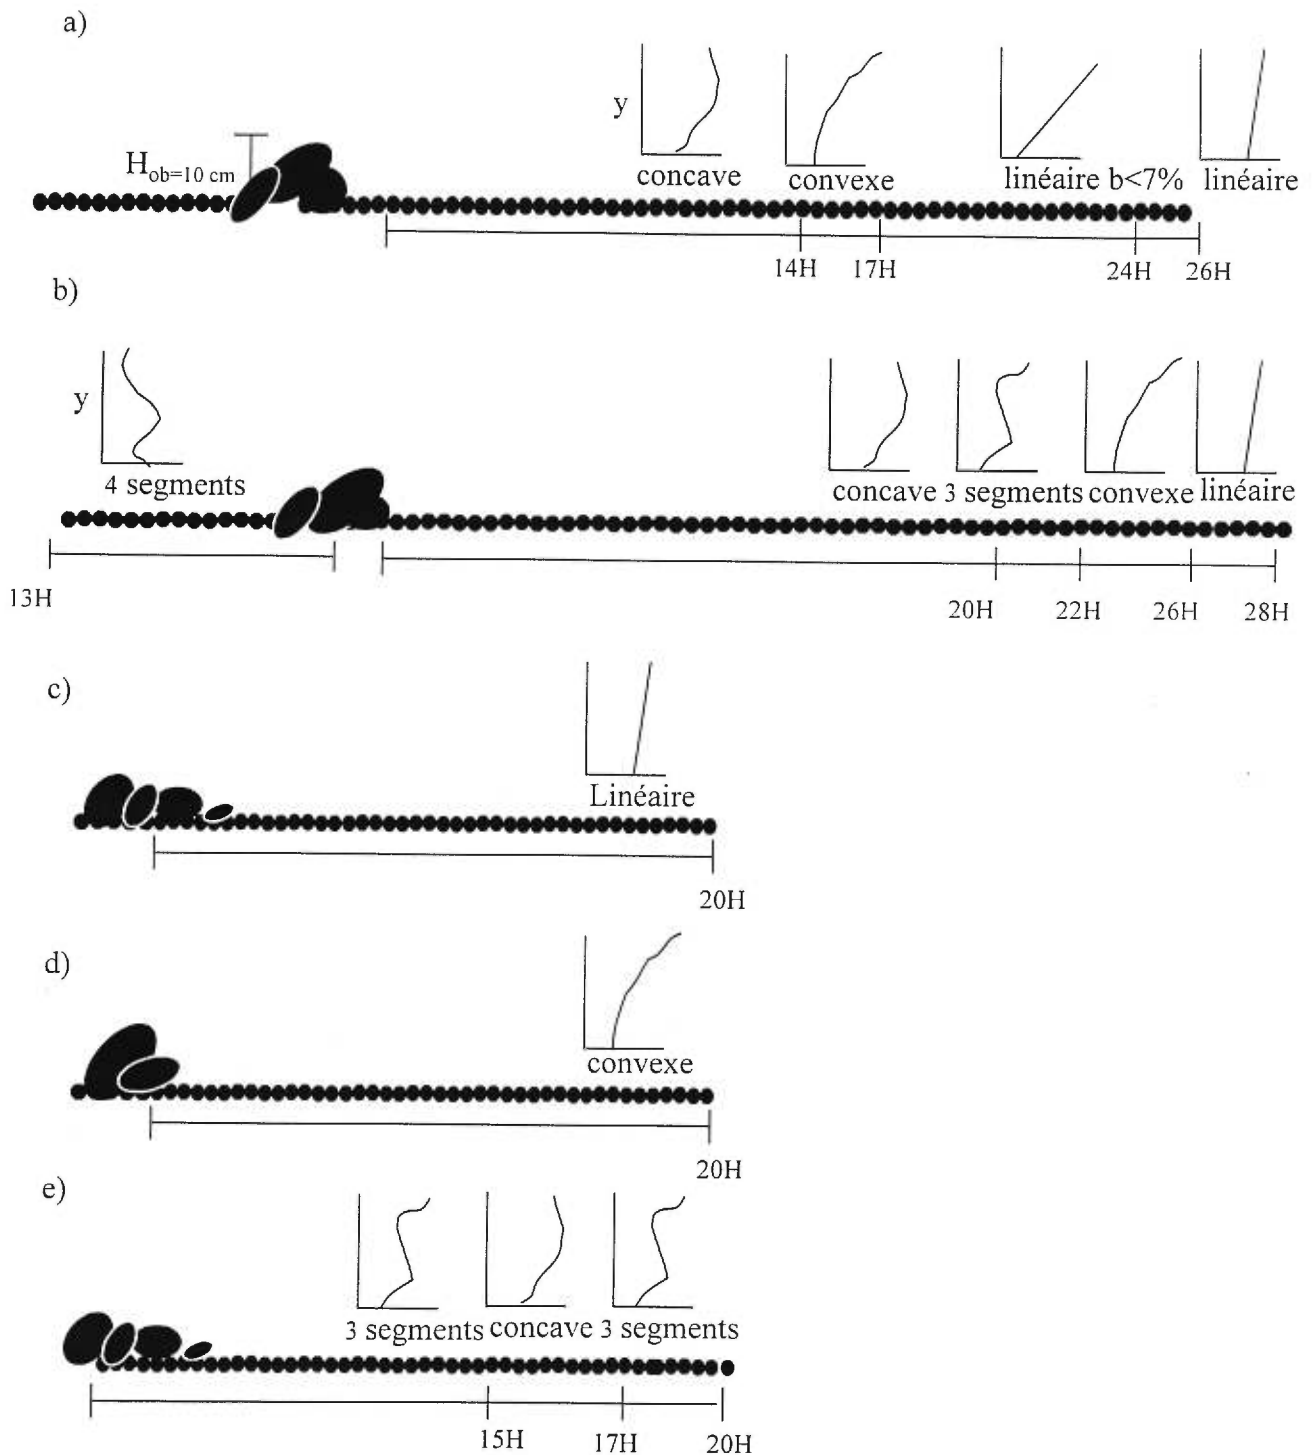 a)
y
H_ob=10 cm
concave convexe linéaire b<7% linéaire
14H 17H 24H 26H
b)
y
4 segments
concave 3 segments convexe linéaire
13H 20H 22H 26H 28H
c)
Linéaire
20H
d)
convexe
20H
e)
3 segments concave 3 segments
15H 17H 20H